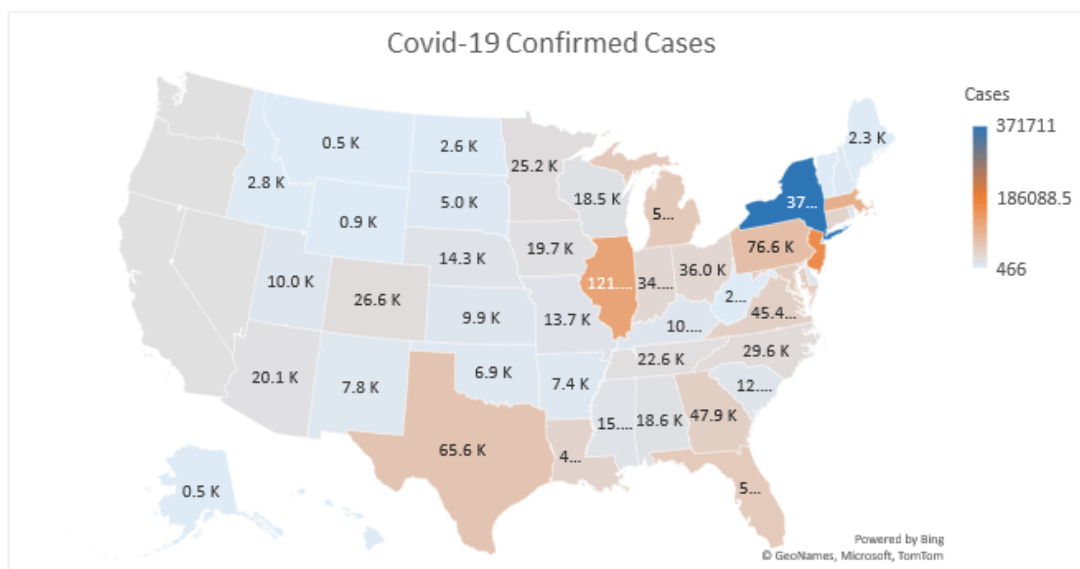 Covid-19 Confirmed Cases
Cases
371711
186088.5
466
2.3 K
0.5 K
2.6 K
25.2 K
2.8 K
5.0 K
18.5 K
5...
37...
0.9 K
76.6 K
14.3 K
19.7 K
36.0 K
10.0 K
26.6 K
121....
34....
2...
9.9 K
13.7 K
10....
45.4...
22.6 K
29.6 K
20.1 K
7.8 K
6.9 K
7.4 K
12....
15....
18.6 K
47.9 K
65.6 K
4...
5...
0.5 K
Powered by Bing
© GeoNames, Microsoft, TomTom